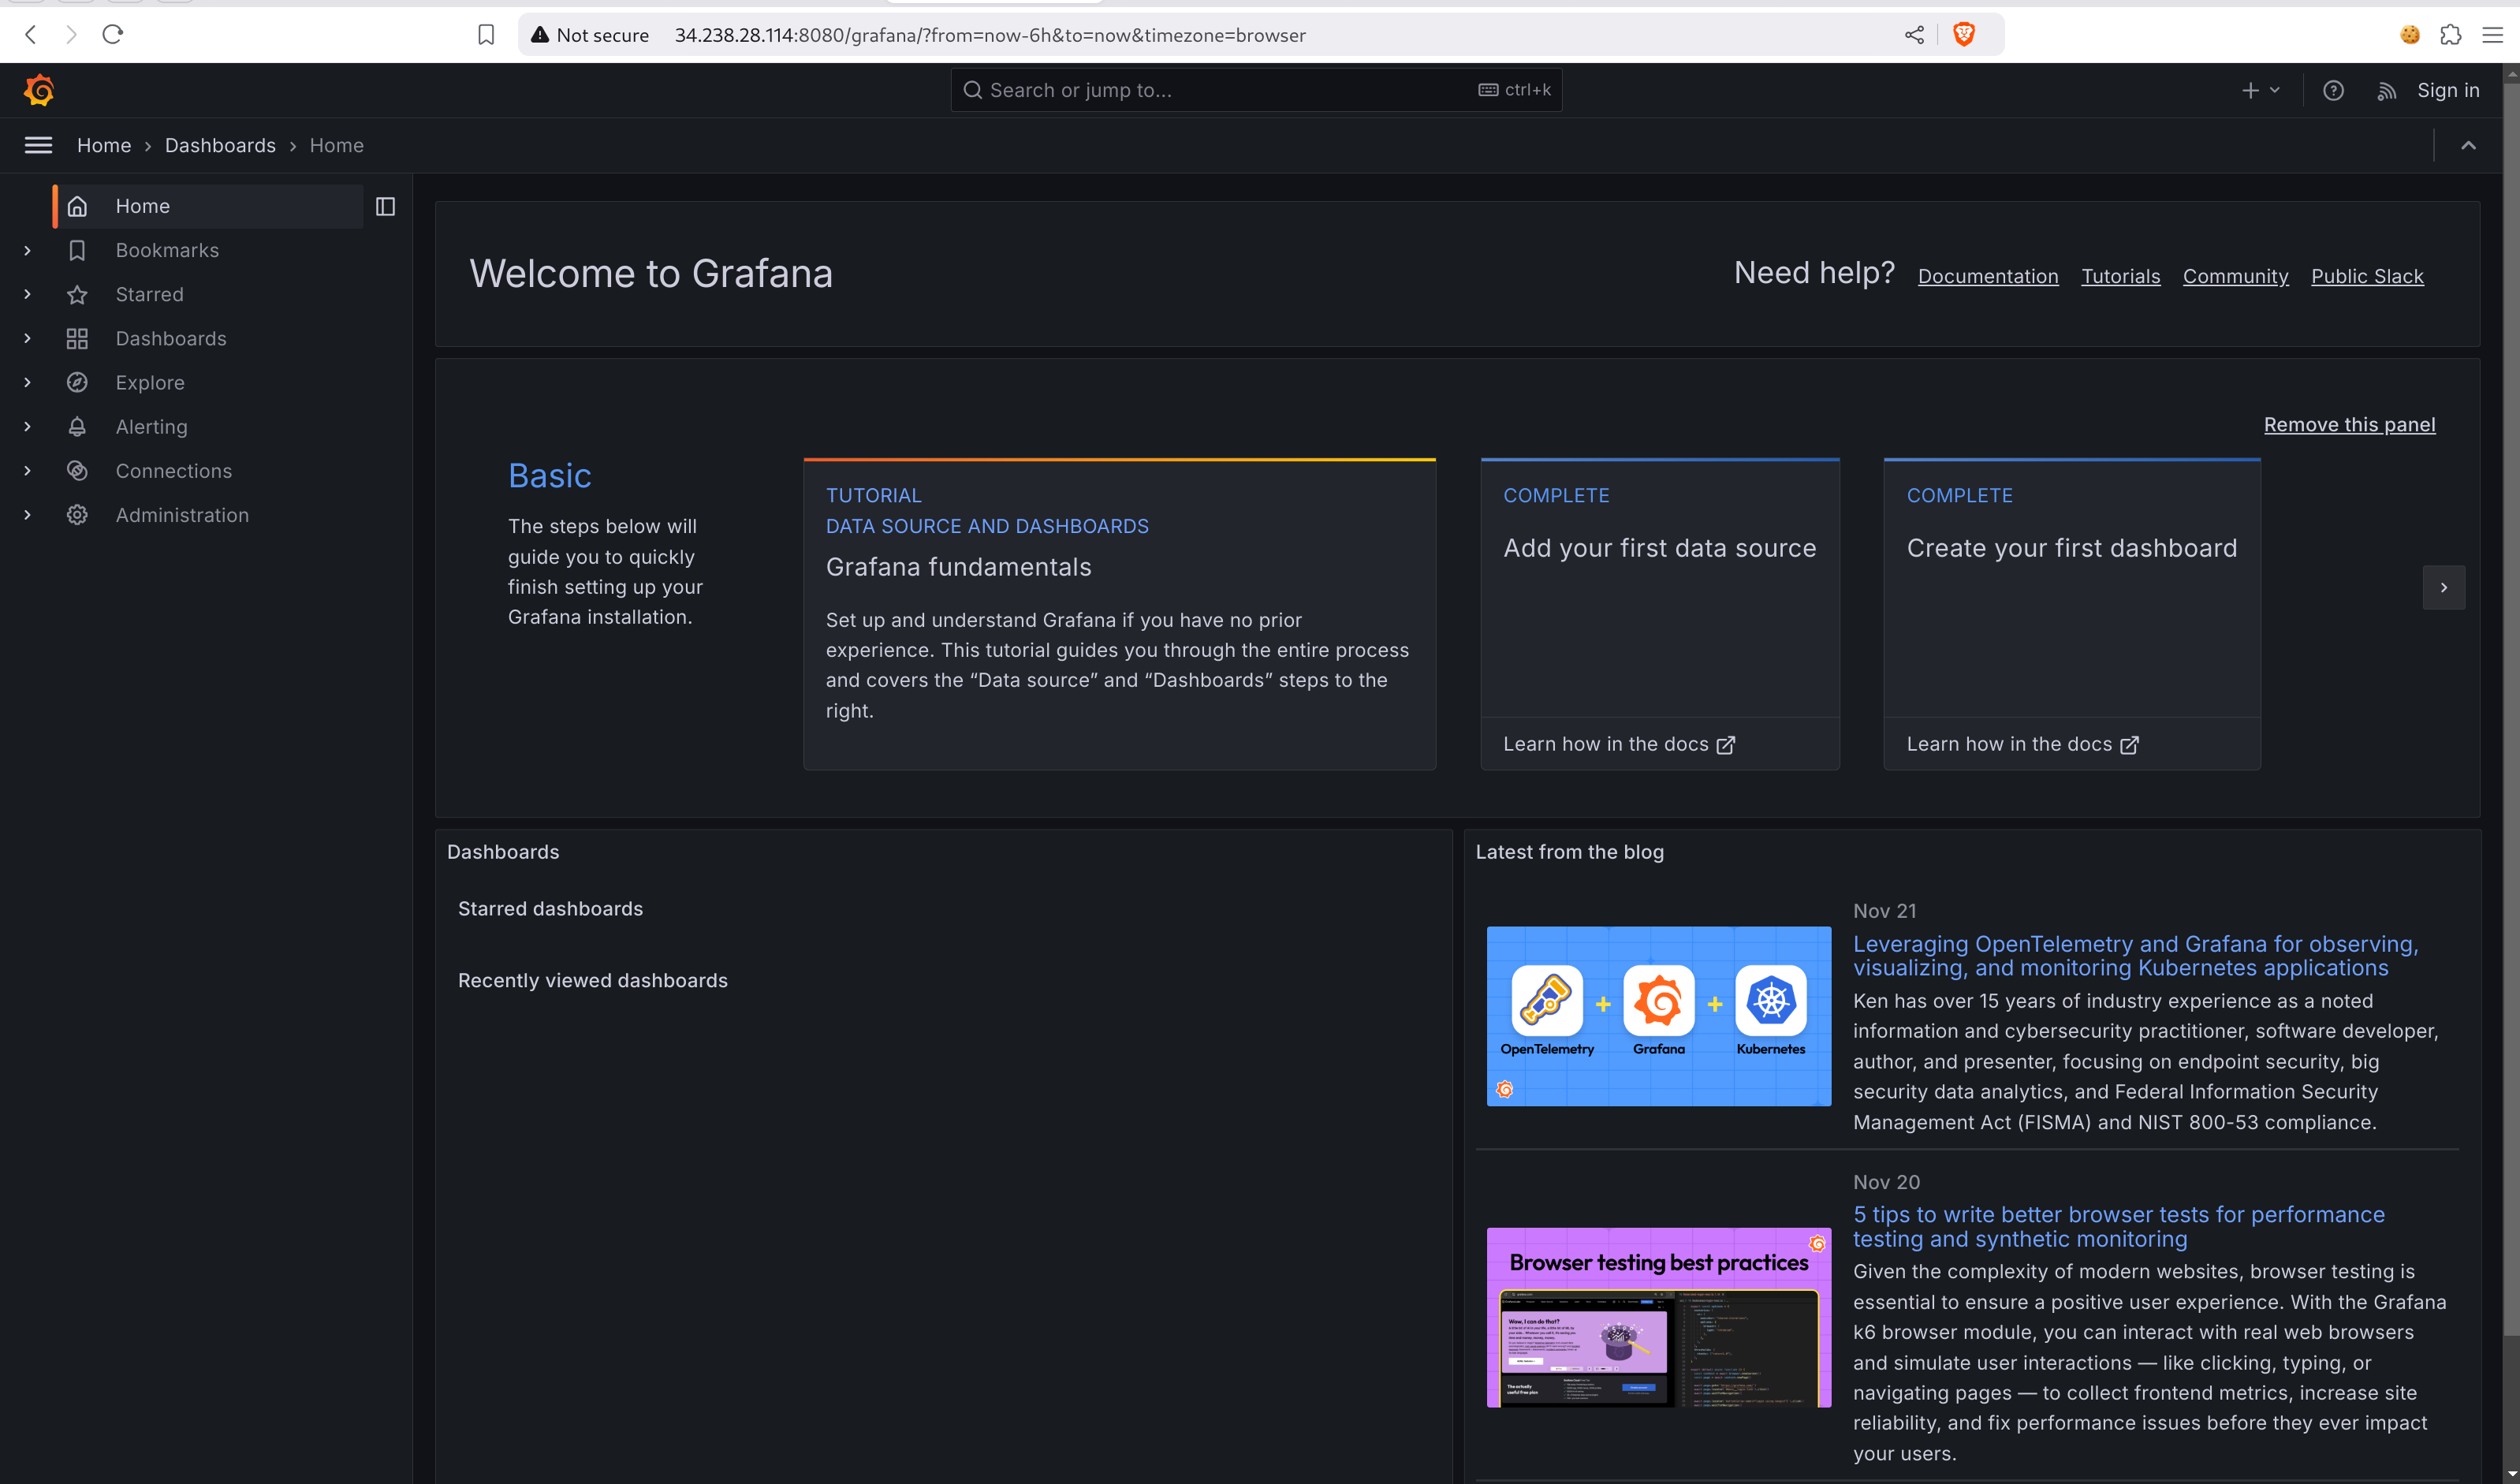 Not secure 34.238.28.114:8080/grafana/?from=now-6h&to=now&timezone=browser
Search or jump to...
ctrl+k
Sign in
Home › Dashboards › Home
Home
Bookmarks
Starred
Dashboards
Explore
Alerting
Connections
Administration
Welcome to Grafana
Need help? Documentation Tutorials Community Public Slack
Remove this panel
Basic
The steps below will
guide you to quickly
finish setting up your
Grafana installation.
TUTORIAL
DATA SOURCE AND DASHBOARDS
Grafana fundamentals
Set up and understand Grafana if you have no prior
experience. This tutorial guides you through the entire process
and covers the “Data source” and “Dashboards” steps to the
right.
COMPLETE
Add your first data source
Learn how in the docs
COMPLETE
Create your first dashboard
Learn how in the docs
Dashboards
Starred dashboards
Recently viewed dashboards
Latest from the blog
OpenTelemetry + Grafana + Kubernetes
Nov 21
Leveraging OpenTelemetry and Grafana for observing,
visualizing, and monitoring Kubernetes applications
Ken has over 15 years of industry experience as a noted
information and cybersecurity practitioner, software developer,
author, and presenter, focusing on endpoint security, big
security data analytics, and Federal Information Security
Management Act (FISMA) and NIST 800-53 compliance.
Browser testing best practices
Wow, I can do that?
The actually
useful free plan
Nov 20
5 tips to write better browser tests for performance
testing and synthetic monitoring
Given the complexity of modern websites, browser testing is
essential to ensure a positive user experience. With the Grafana
k6 browser module, you can interact with real web browsers
and simulate user interactions — like clicking, typing, or
navigating pages — to collect frontend metrics, increase site
reliability, and fix performance issues before they ever impact
your users.